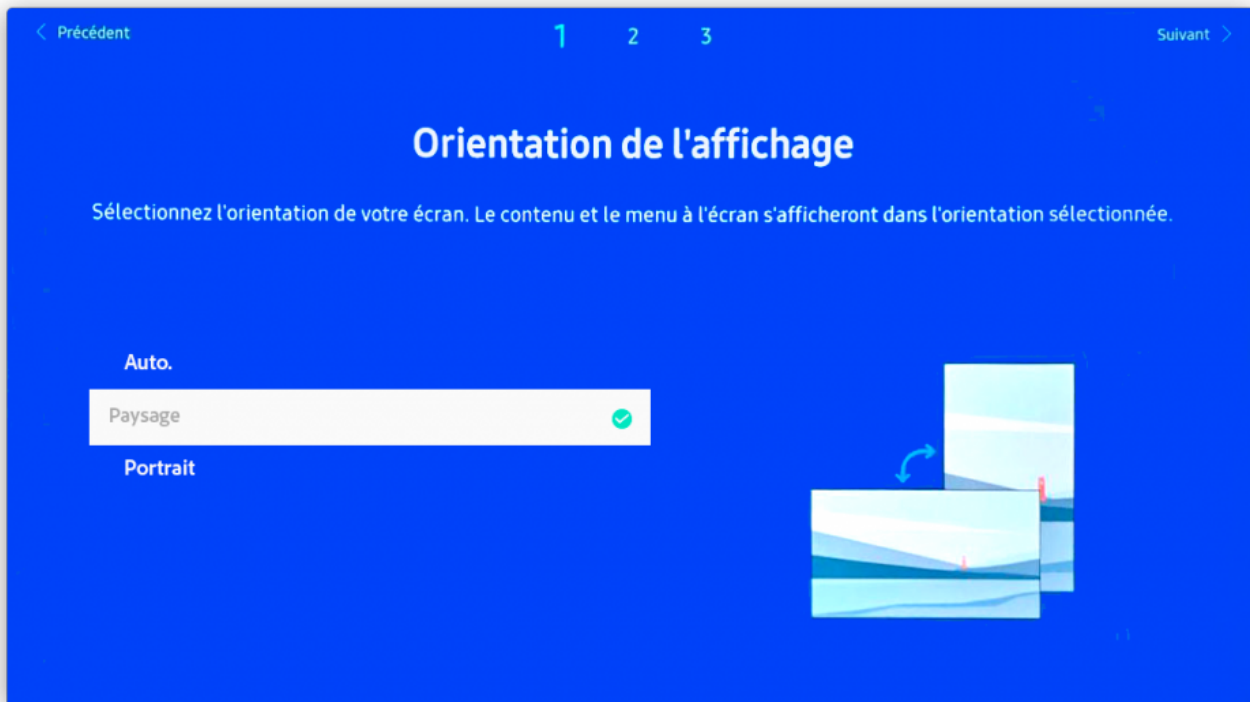 Précédent
1 2 3
Suivant
Orientation de l'affichage
Sélectionnez l'orientation de votre écran. Le contenu et le menu à l'écran s'afficheront dans l'orientation sélectionnée.
Auto.
Paysage
Portrait